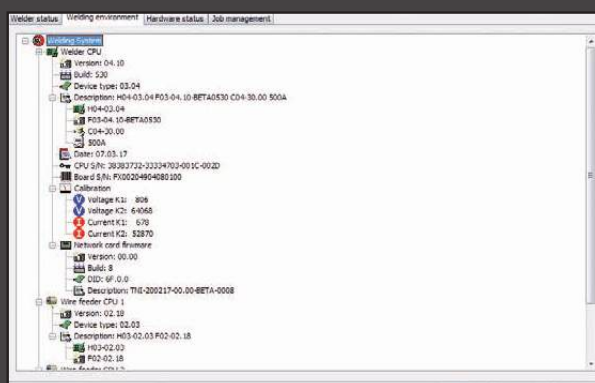 Welder status Welding environment Hardware status Job management
Welding System
Welder CPU
Version: 04.10
Build: 530
Device type: 03.04
Description: H04-03.04 F03-04.10-BETA0530 C04-30.00 500A
H04-03.04
F03-04.10-BETA0530
C04-30.00
500A
Date: 07.03.17
CPU S/N: 38383732-33334703-001C-002D
Board S/N: FX00204904080100
Calibration
Voltage K1: 806
Voltage K2: 64068
Current K1: 678
Current K2: 52870
Network card firmware
Version: 00.00
Build: 8
DID: 6F.0.0
Description: TNI-200217-00.00-BETA-0008
Wire feeder CPU 1
Version: 02.18
Device type: 02.03
Description: H03-02.03 F02-02.18
H03-02.03
F02-02.18
Wire feeder CPU 2